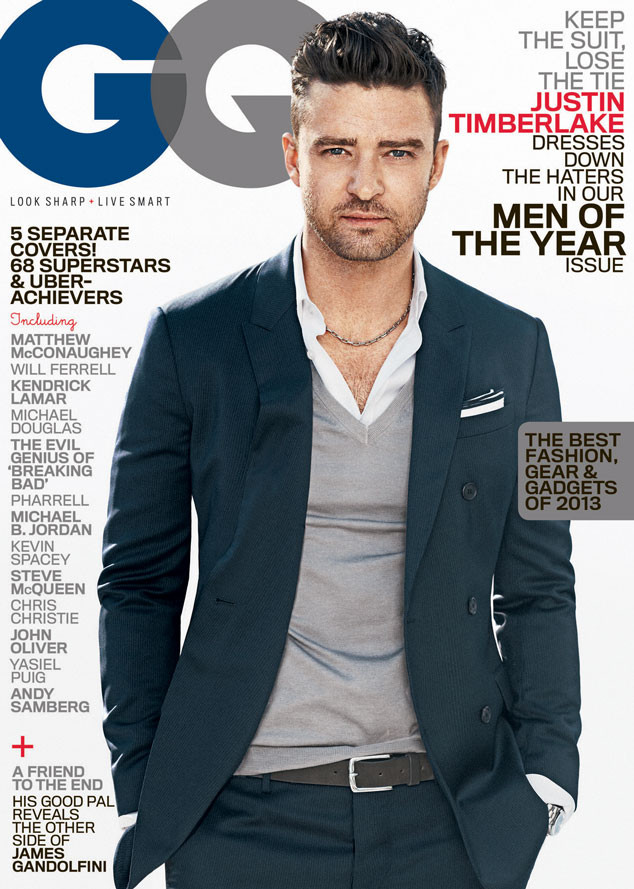 GQ
LOOK SHARP + LIVE SMART
KEEP
THE SUIT,
LOSE
THE TIE
JUSTIN
TIMBERLAKE
DRESSES
DOWN
THE HATERS
IN OUR
MEN OF
THE YEAR
ISSUE
5 SEPARATE
COVERS!
68 SUPERSTARS
& UBER-
ACHIEVERS
Including
MATTHEW
McCONAUGHEY
WILL FERRELL
KENDRICK
LAMAR
MICHAEL
DOUGLAS
THE EVIL
GENIUS OF
‘BREAKING
BAD’
PHARRELL
MICHAEL
B. JORDAN
KEVIN
SPACEY
STEVE
McQUEEN
CHRIS
CHRISTIE
JOHN
OLIVER
YASIEL
PUIG
ANDY
SAMBERG
+
A FRIEND
TO THE END
HIS GOOD PAL
REVEALS
THE OTHER
SIDE OF
JAMES
GANDOLFINI
THE BEST
FASHION,
GEAR &
GADGETS
OF 2013